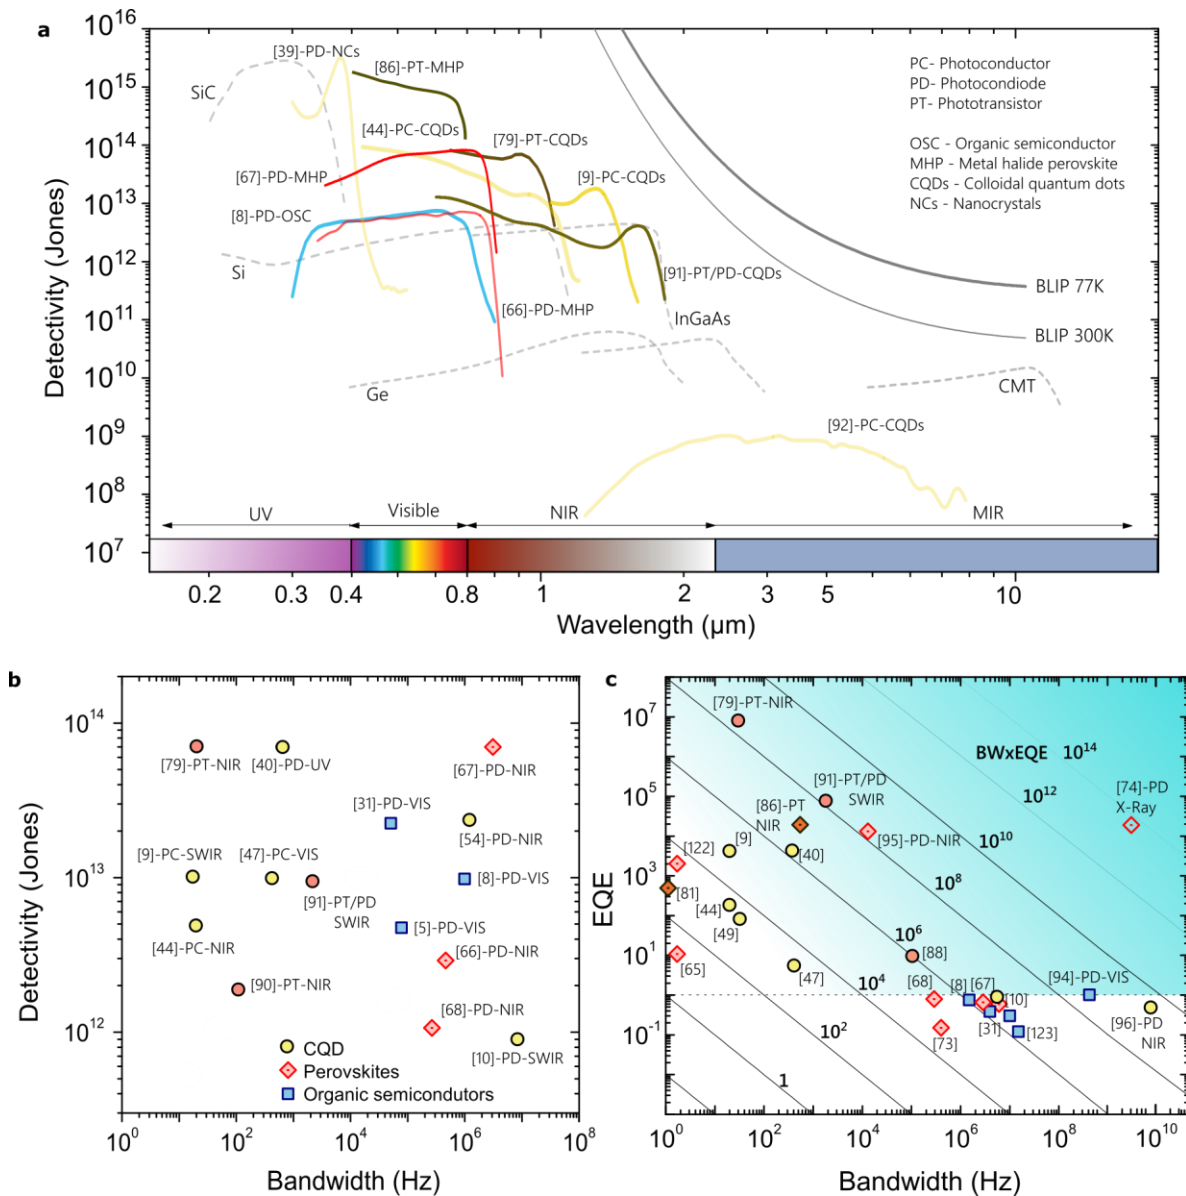 a
10^16
10^15
10^14
10^13
10^12
10^11
10^10
10^9
10^8
10^7
Detectivity (Jones)
[39]-PD-NCs
[86]-PT-MHP
SiC
[44]-PC-CQDs
[79]-PT-CQDs
[67]-PD-MHP
[9]-PC-CQDs
[8]-PD-OSC
Si
[91]-PT/PD-CQDs
[66]-PD-MHP
InGaAs
Ge
CMT
[92]-PC-CQDs
BLIP 77K
BLIP 300K
PC- Photoconductor
PD- Photocondiode
PT- Phototransistor
OSC - Organic semiconductor
MHP - Metal halide perovskite
CQDs - Colloidal quantum dots
NCs - Nanocrystals
UV
Visible
NIR
MIR
0.2 0.3 0.4 0.8 1 2 3 5 10
Wavelength (µm)
b
10^14
10^13
10^12
Detectivity (Jones)
[79]-PT-NIR
[40]-PD-UV
[67]-PD-NIR
[31]-PD-VIS
[54]-PD-NIR
[9]-PC-SWIR
[47]-PC-VIS
[8]-PD-VIS
[91]-PT/PD
SWIR
[44]-PC-NIR
[5]-PD-VIS
[66]-PD-NIR
[90]-PT-NIR
[68]-PD-NIR
[10]-PD-SWIR
CQD
Perovskites
Organic semicondutors
10^0 10^2 10^4 10^6 10^8
Bandwidth (Hz)
c
10^7
10^5
10^3
10^1
10^-1
EQE
[79]-PT-NIR
BWxEQE 10^14
[91]-PT/PD
SWIR
[74]-PD
X-Ray
10^12
[86]-PT
NIR
[95]-PD-NIR
10^10
[122]
[9]
[40]
10^8
[81]
[44]
[49]
10^6
[88]
[65]
[47]
10^4
[68]
[8]
[67]
[94]-PD-VIS
[10]
[31]
[123]
[73]
[96]-PD
NIR
10^2
1
10^0 10^2 10^4 10^6 10^8 10^10
Bandwidth (Hz)